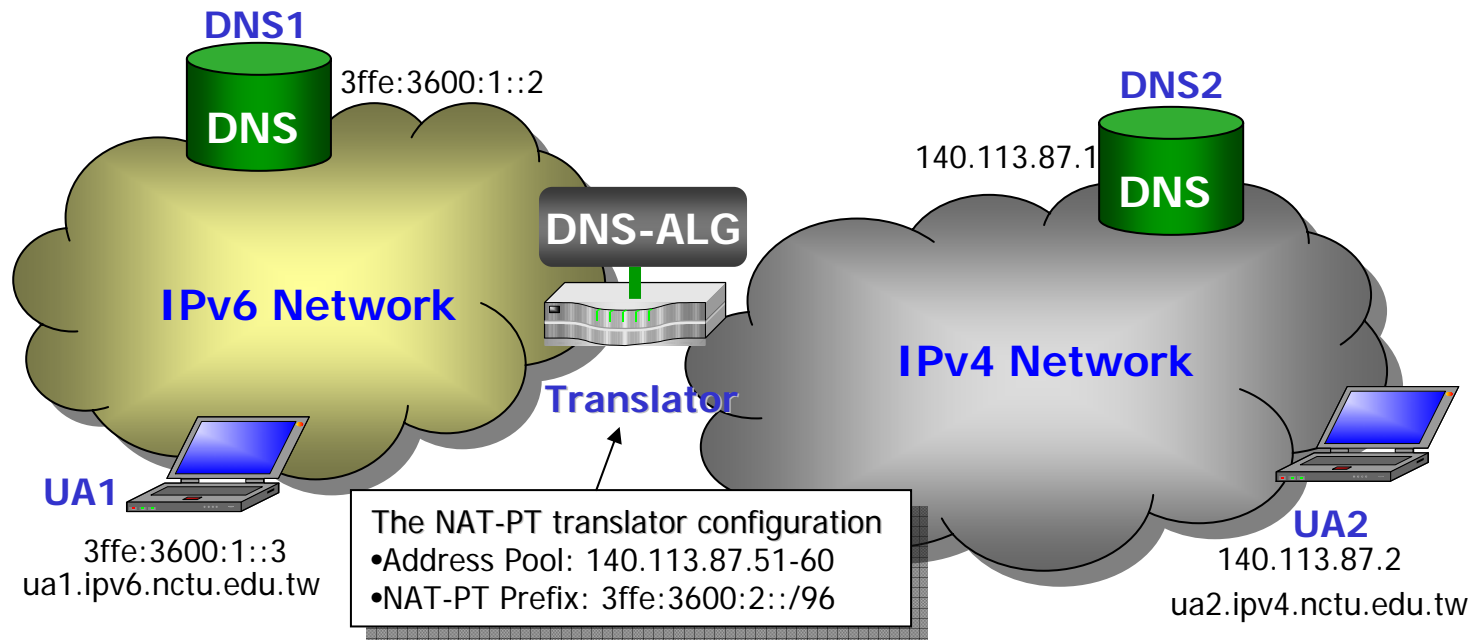 DNS1
3ffe:3600:1::2
DNS
DNS2
140.113.87.1
DNS
DNS-ALG
IPv6 Network
IPv4 Network
Translator
UA1
3ffe:3600:1::3
ua1.ipv6.nctu.edu.tw
The NAT-PT translator configuration
•Address Pool: 140.113.87.51-60
•NAT-PT Prefix: 3ffe:3600:2::/96
UA2
140.113.87.2
ua2.ipv4.nctu.edu.tw